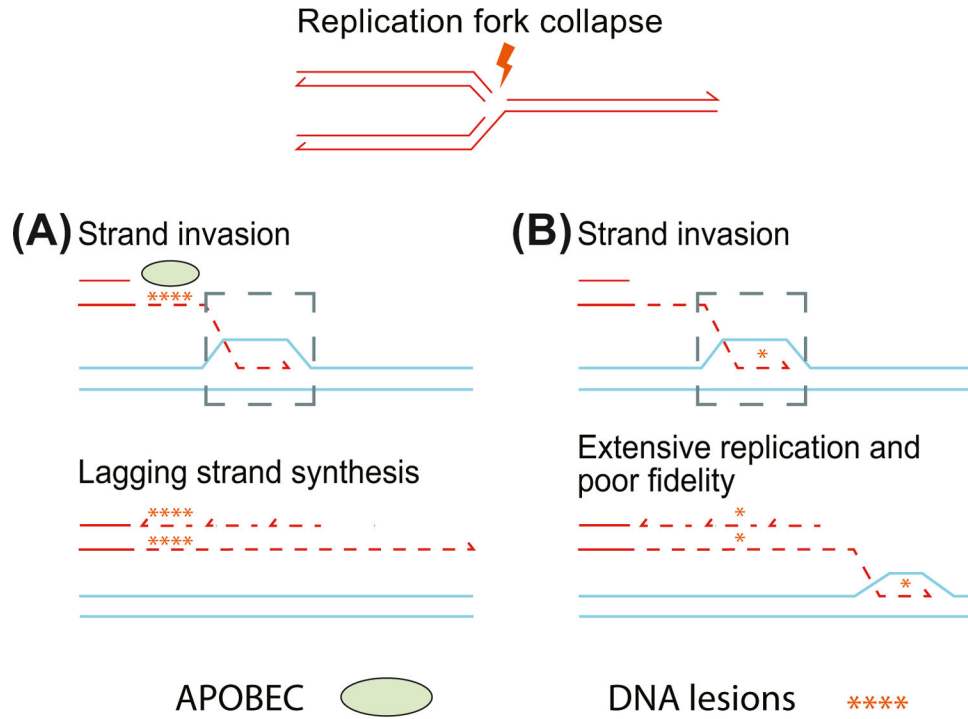 Replication fork collapse
(A) Strand invasion
****
Lagging strand synthesis
****
****
(B) Strand invasion
*
Extensive replication and
poor fidelity
*
*
*
APOBEC
DNA lesions ****